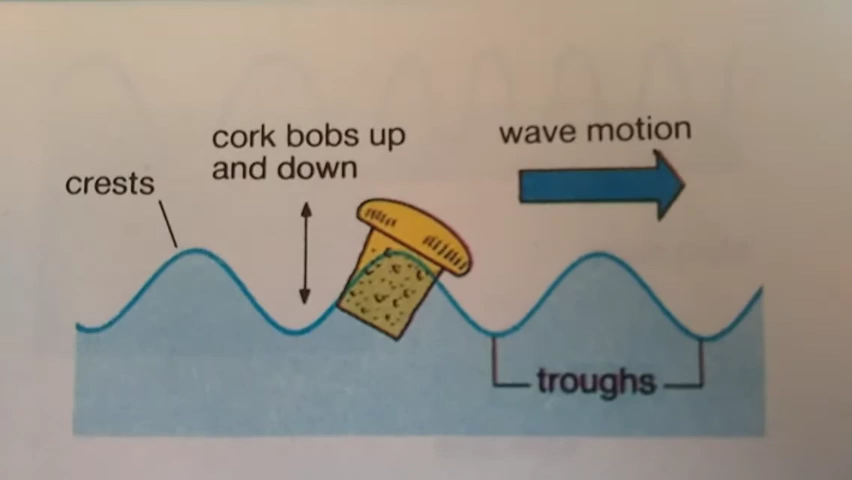 cork bobs up
and down
wave motion
crests
troughs